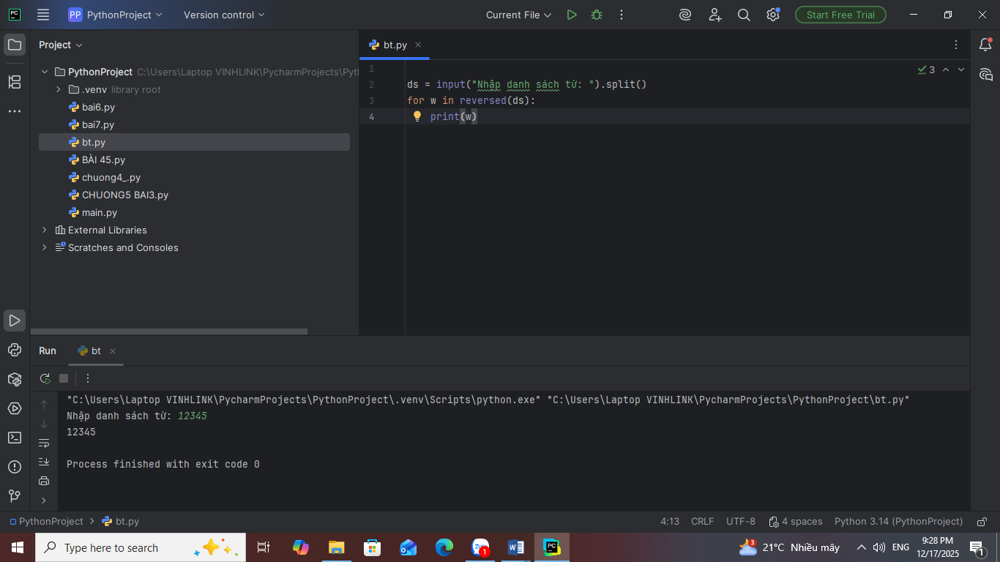 PP PythonProject Version control Current File Start Free Trial
Project
bt.py
PythonProject C:\Users\Laptop VINHLINK\PycharmProjects\Pyth
.venv library root
bai6.py
bai7.py
bt.py
BÀI 45.py
chuong4_.py
CHUONG5 BAI3.py
main.py
External Libraries
Scratches and Consoles
1
2 ds = input("Nhập danh sách từ: ").split()
3 for w in reversed(ds):
4 print(w)
3
Run bt
"C:\Users\Laptop VINHLINK\PycharmProjects\PythonProject\.venv\Scripts\python.exe" "C:\Users\Laptop VINHLINK\PycharmProjects\PythonProject\bt.py"
Nhập danh sách từ: 12345
12345
Process finished with exit code 0
PythonProject bt.py 4:13 CRLF UTF-8 4 spaces Python 3.14 (PythonProject)
Type here to search
Zalo 1
W
PC
3 21°C Nhiều mây ENG
9:28 PM
12/17/2025
1